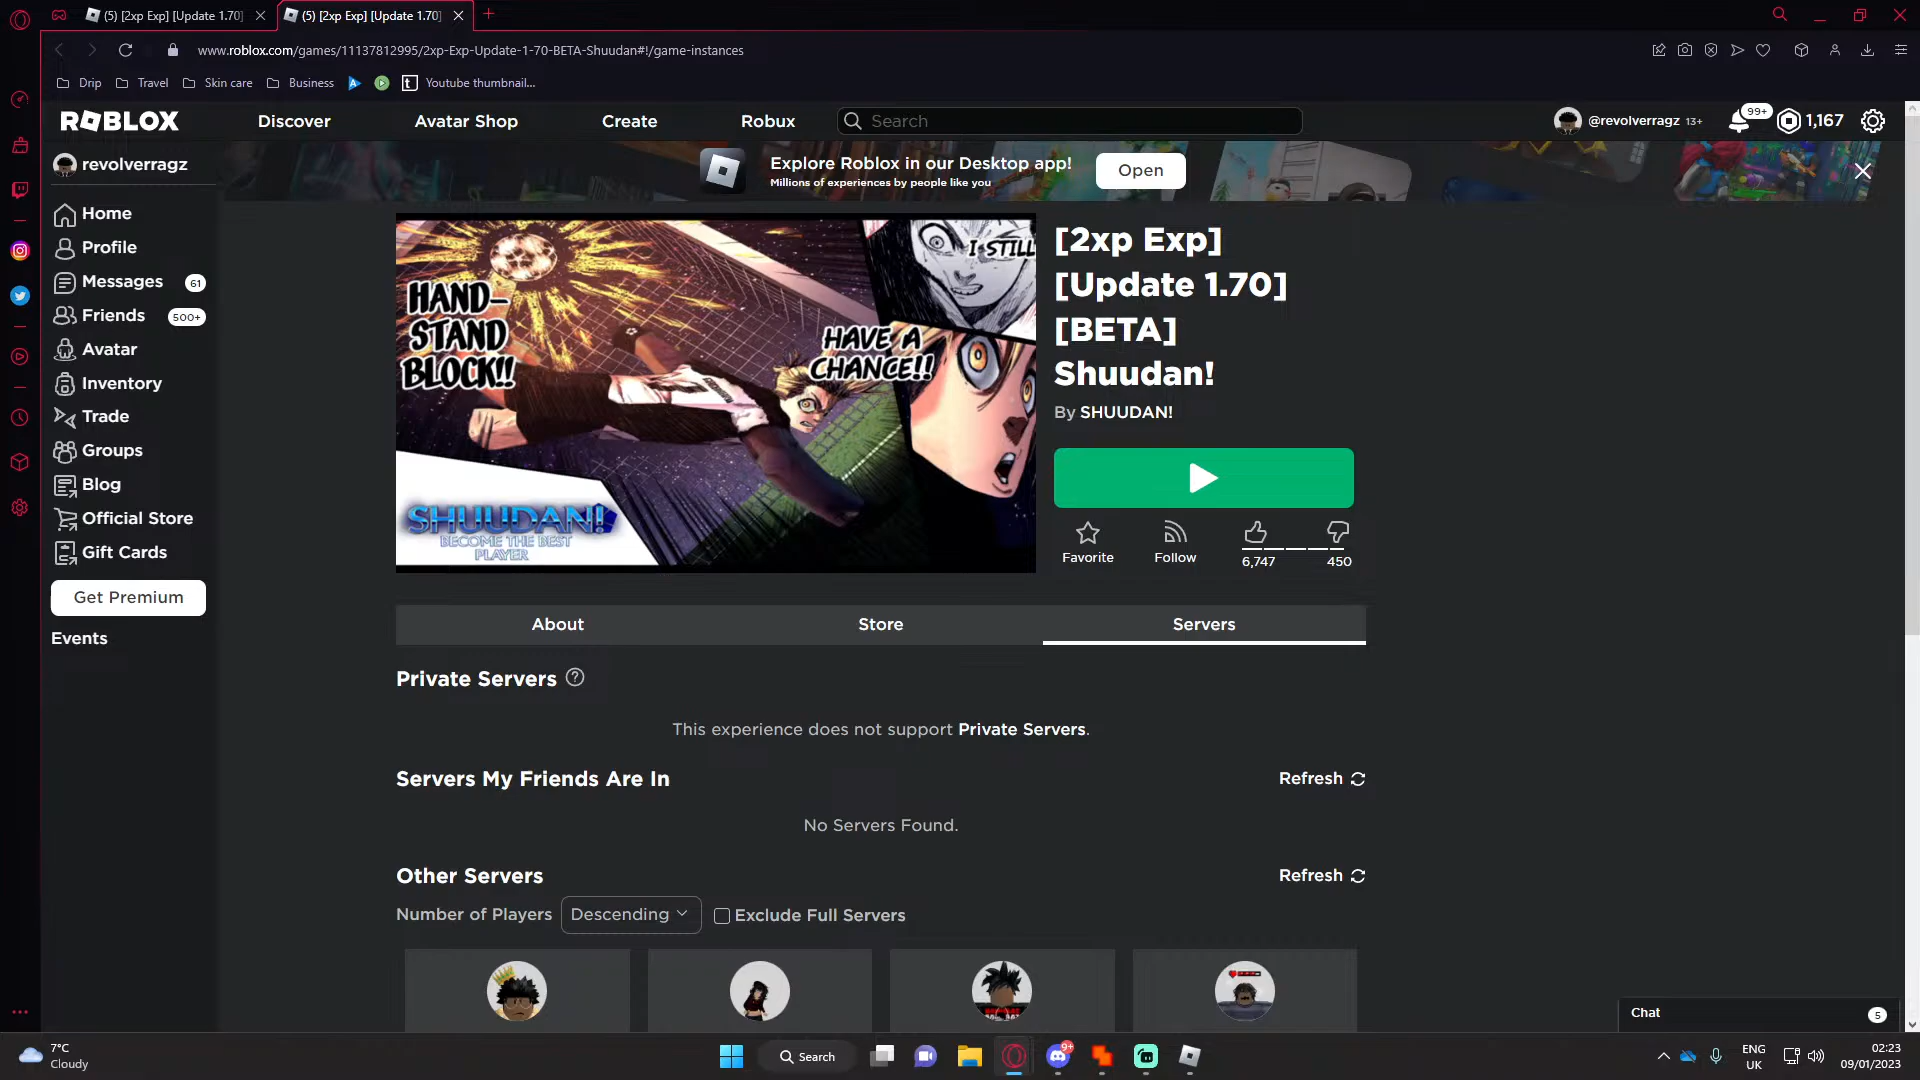 (5) [2xp Exp] [Update 1.70]
(5) [2xp Exp] [Update 1.70]
www.roblox.com/games/11137812995/2xp-Exp-Update-1-70-BETA-Shuudan#!/game-instances
Drip
Travel
Skin care
Business
Youtube thumbnail...
ROBLOX
Discover
Avatar Shop
Create
Robux
Search
@revolverragz 13+
99+
1,167
revolverragz
Explore Roblox in our Desktop app!
Millions of experiences by people like you
Open
Home
Profile
Messages 61
Friends 500+
Avatar
Inventory
Trade
Groups
Blog
Official Store
Gift Cards
Get Premium
Events
HAND-
STAND
BLOCK!!
I STILL
HAVE A
CHANCE!!
SHUUDAN!
BECOME THE BEST
PLAYER
[2xp Exp]
[Update 1.70]
[BETA]
Shuudan!
By SHUUDAN!
Favorite
Follow
6,747
450
About
Store
Servers
Private Servers
This experience does not support Private Servers.
Servers My Friends Are In
Refresh
No Servers Found.
Other Servers
Refresh
Number of Players
Descending
Exclude Full Servers
Chat
5
7°C
Cloudy
Search
9+
ENG
UK
02:23
09/01/2023